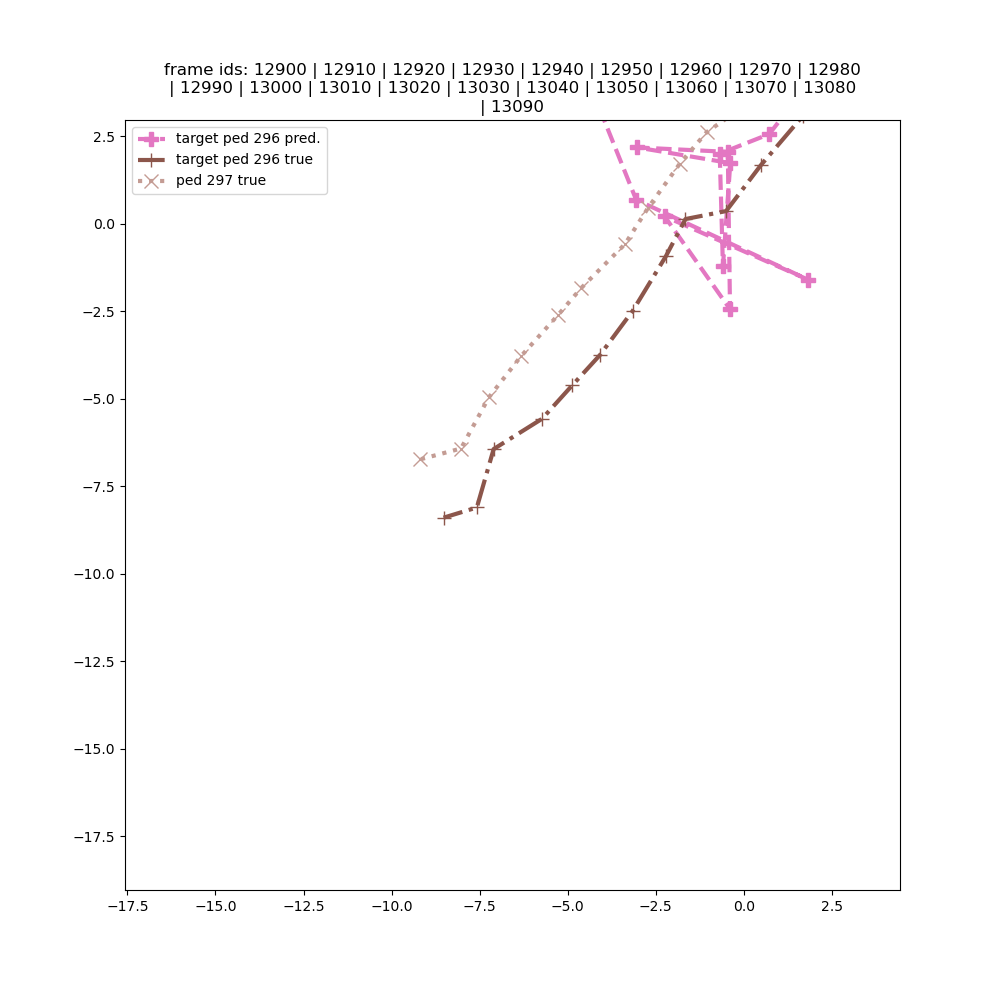 frame ids: 12900 | 12910 | 12920 | 12930 | 12940 | 12950 | 12960 | 12970 | 12980
| 12990 | 13000 | 13010 | 13020 | 13030 | 13040 | 13050 | 13060 | 13070 | 13080
| 13090
target ped 296 pred.
target ped 296 true
ped 297 true
2.5
0.0
−2.5
−5.0
−7.5
−10.0
−12.5
−15.0
−17.5
−17.5 −15.0 −12.5 −10.0 −7.5 −5.0 −2.5 0.0 2.5